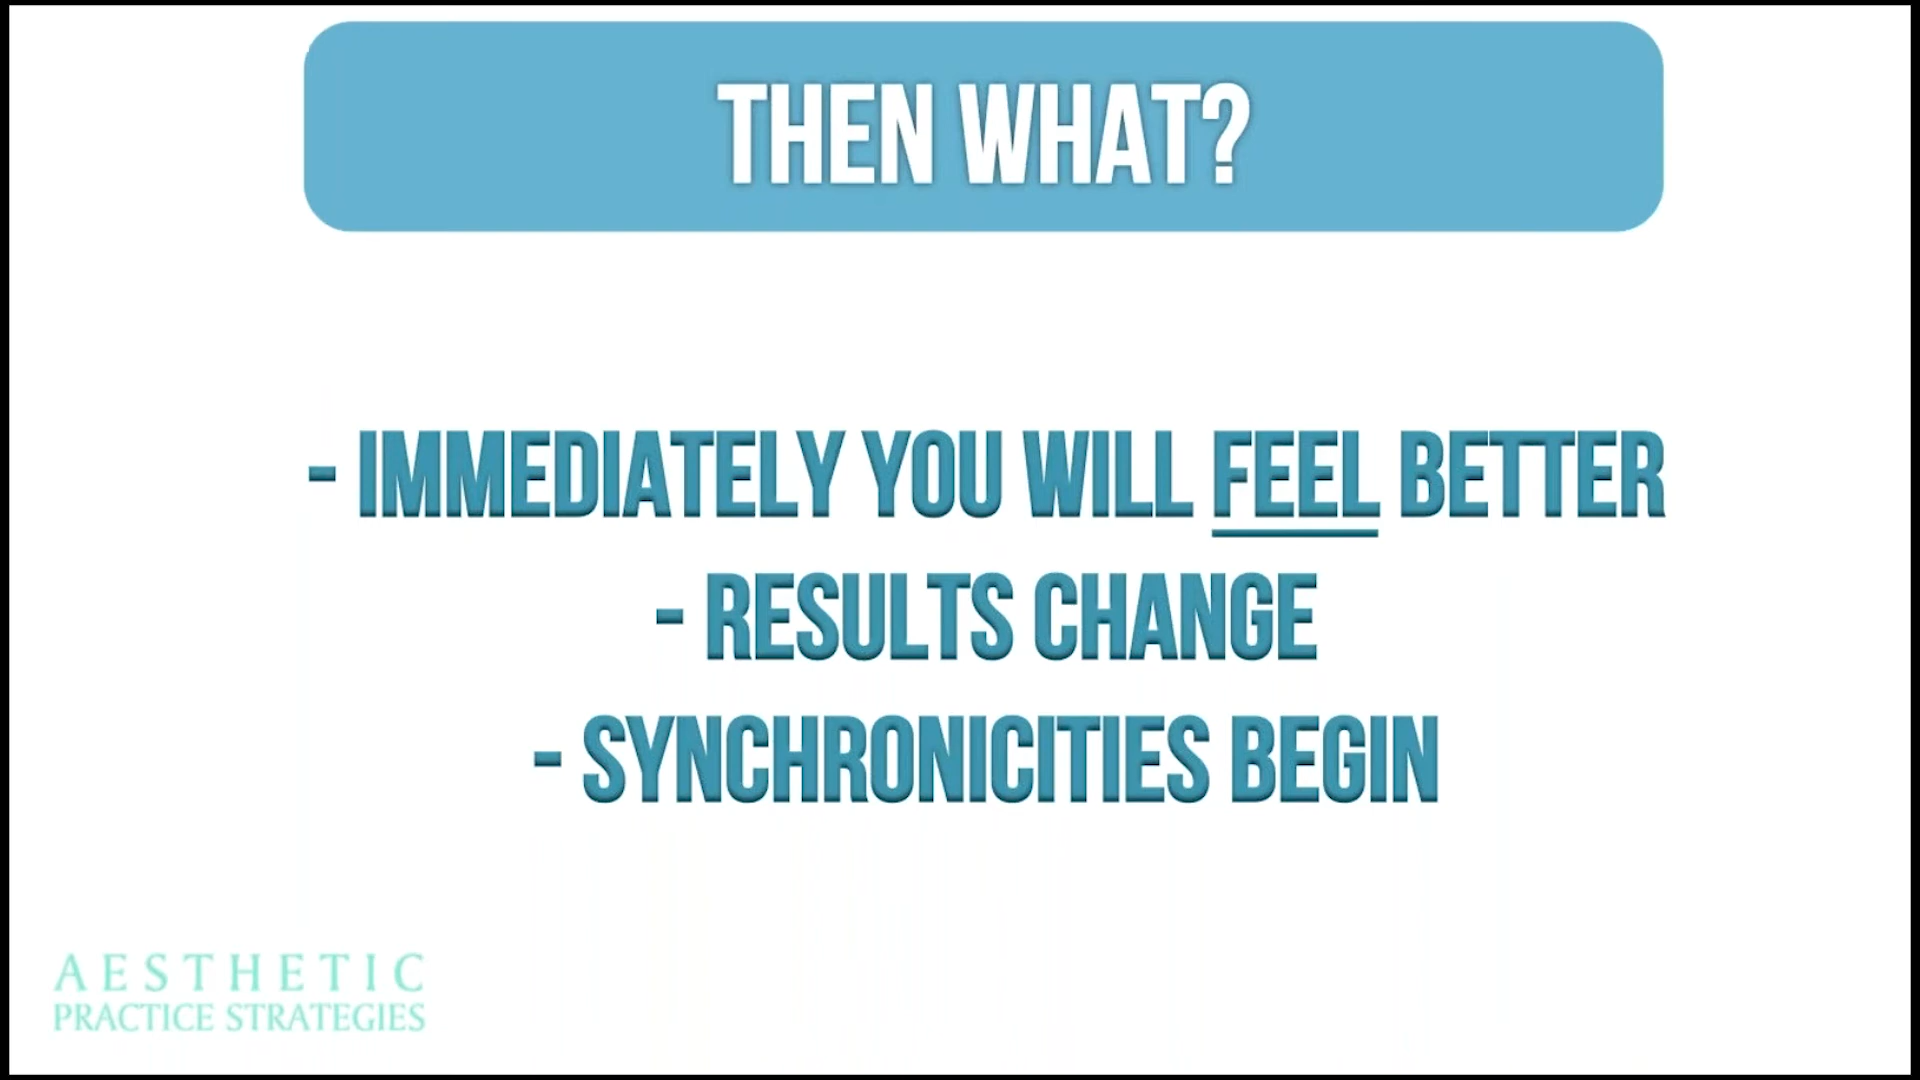 THEN WHAT?
- IMMEDIATELY YOU WILL FEEL BETTER
- RESULTS CHANGE
- SYNCHRONICITIES BEGIN
AESTHETIC
PRACTICE STRATEGIES